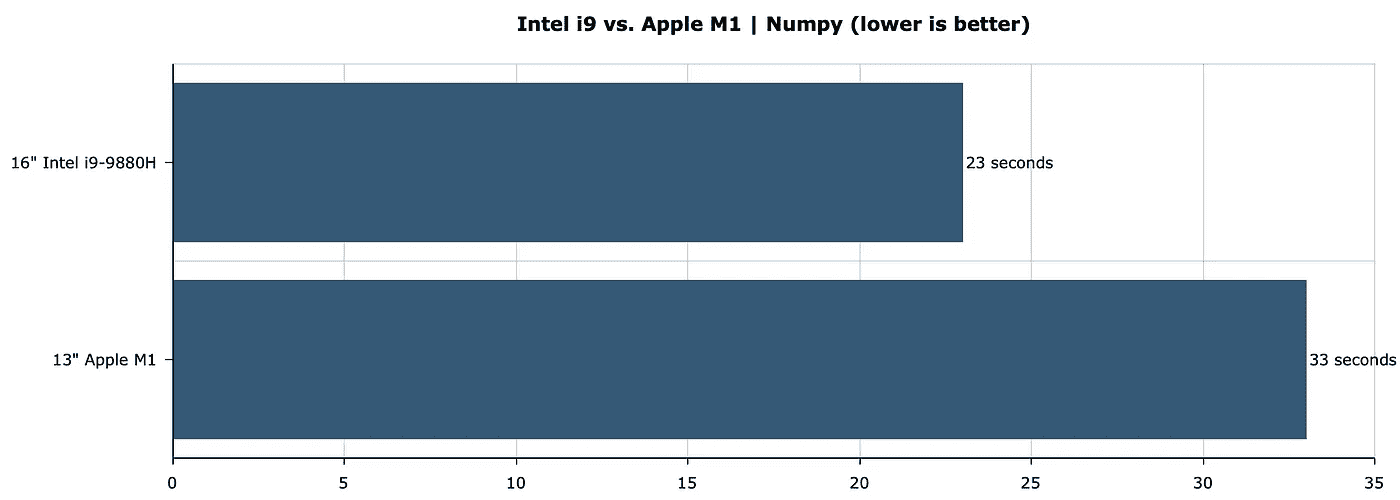 Intel i9 vs. Apple M1 | Numpy (lower is better)
16" Intel i9-9880H
23 seconds
13" Apple M1
33 seconds
0 5 10 15 20 25 30 35